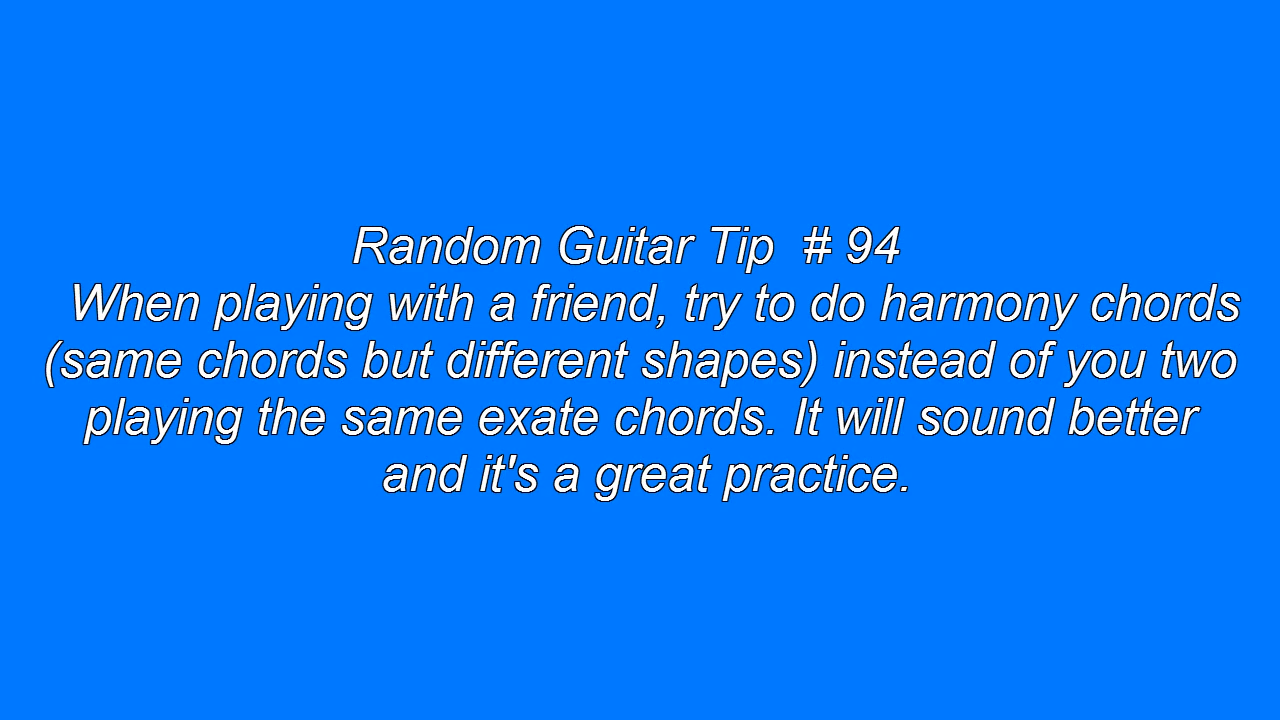 Random Guitar Tip  # 94
When playing with a friend, try to do harmony chords
(same chords but different shapes) instead of you two
playing the same exate chords. It will sound better
and it's a great practice.